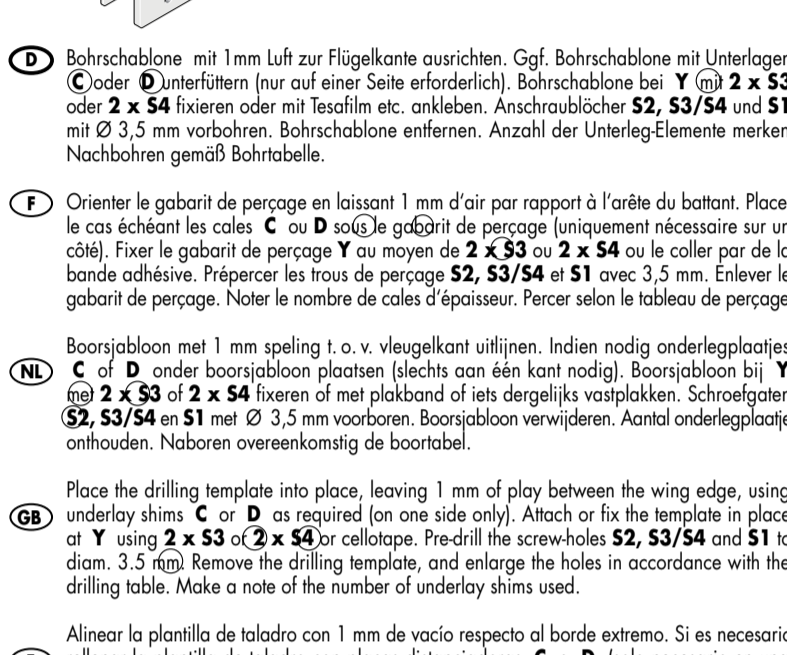 D Bohrschablone mit 1mm Luft zur Flügelkante ausrichten. Ggf. Bohrschablone mit Unterlagen
C oder D unterfüttern (nur auf einer Seite erforderlich). Bohrschablone bei Y mit 2 x S3
oder 2 x S4 fixieren oder mit Tesafilm etc. ankleben. Anschraublöcher S2, S3/S4 und S1
mit Ø 3,5 mm vorbohren. Bohrschablone entfernen. Anzahl der Unterleg-Elemente merken
Nachbohren gemäß Bohrtabelle.
F Orienter le gabarit de perçage en laissant 1 mm d'air par rapport à l'arête du battant. Place
le cas échéant les cales C ou D sous le gabarit de perçage (uniquement nécessaire sur un
côté). Fixer le gabarit de perçage Y au moyen de 2 x S3 ou 2 x S4 ou le coller par de la
bande adhésive. Prépercer les trous de perçage S2, S3/S4 et S1 avec 3,5 mm. Enlever le
gabarit de perçage. Noter le nombre de cales d'épaisseur. Percer selon le tableau de perçage
Boorsjabloon met 1 mm speling t. o. v. vleugelkant uitlijnen. Indien nodig onderlegplaatjes
NL C of D onder boorsjabloon plaatsen (slechts aan één kant nodig). Boorsjabloon bij Y
met 2 x S3 of 2 x S4 fixeren of met plakband of iets dergelijks vastplakken. Schroefgaten
S2, S3/S4 en S1 met Ø 3,5 mm voorboren. Boorsjabloon verwijderen. Aantal onderlegplaatje
onthouden. Naboren overeenkomstig de boortabel.
Place the drilling template into place, leaving 1 mm of play between the wing edge, using
GB underlay shims C or D as required (on one side only). Attach or fix the template in place
at Y using 2 x S3 or 2 x S4 or cellotape. Pre-drill the screw-holes S2, S3/S4 and S1 to
diam. 3.5 mm. Remove the drilling template, and enlarge the holes in accordance with the
drilling table. Make a note of the number of underlay shims used.
Alinear la plantilla de taladro con 1 mm de vacío respecto al borde extremo. Si es necesario